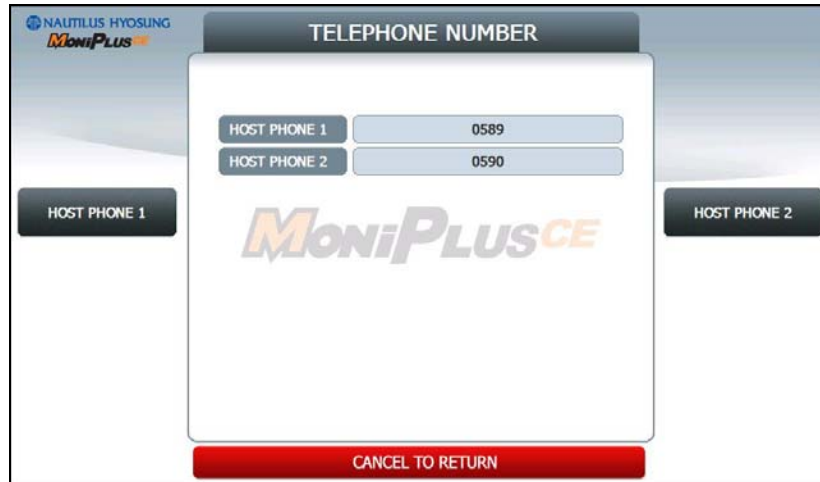 NAUTILUS HYOSUNG
MONiPLUSCE
TELEPHONE NUMBER
HOST PHONE 1 0589
HOST PHONE 2 0590
HOST PHONE 1
HOST PHONE 2
MONiPLUSCE
CANCEL TO RETURN